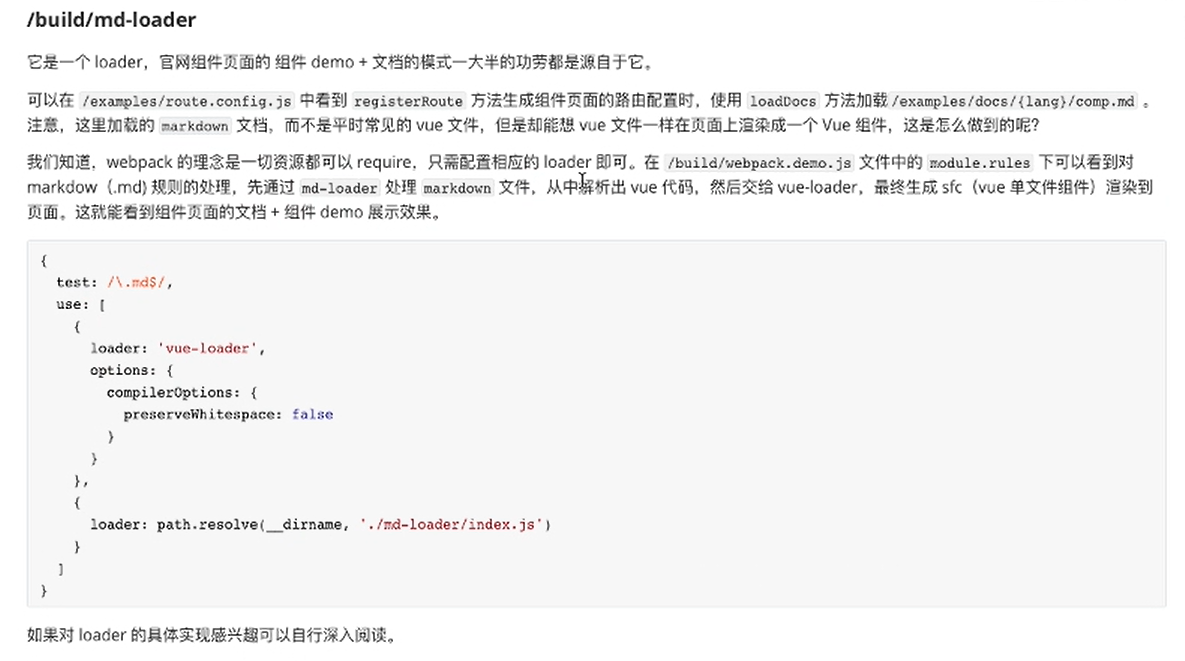 /build/md-loader
它是一个 loader，官网组件页面的 组件 demo + 文档的模式一大半的功劳都是源自于它。
可以在 /examples/route.config.js 中看到 registerRoute 方法生成组件页面的路由配置时，使用 loadDocs 方法加载 /examples/docs/{lang}/comp.md 。
注意，这里加载的 markdown 文档，而不是平时常见的 vue 文件，但是却能想 vue 文件一样在页面上渲染成一个 Vue 组件，这是怎么做到的呢？
我们知道，webpack 的理念是一切资源都可以 require，只需配置相应的 loader 即可。在 /build/webpack.demo.js 文件中的 module.rules 下可以看到对
markdow（.md) 规则的处理，先通过 md-loader 处理 markdown 文件，从中解析出 vue 代码，然后交给 vue-loader，最终生成 sfc（vue 单文件组件）渲染到
页面。这就能看到组件页面的文档 + 组件 demo 展示效果。
{
  test: /\.md$/,
  use: [
    {
      loader: 'vue-loader',
      options: {
        compilerOptions: {
          preserveWhitespace: false
        }
      }
    },
    {
      loader: path.resolve(__dirname, './md-loader/index.js')
    }
  ]
}
如果对 loader 的具体实现感兴趣可以自行深入阅读。